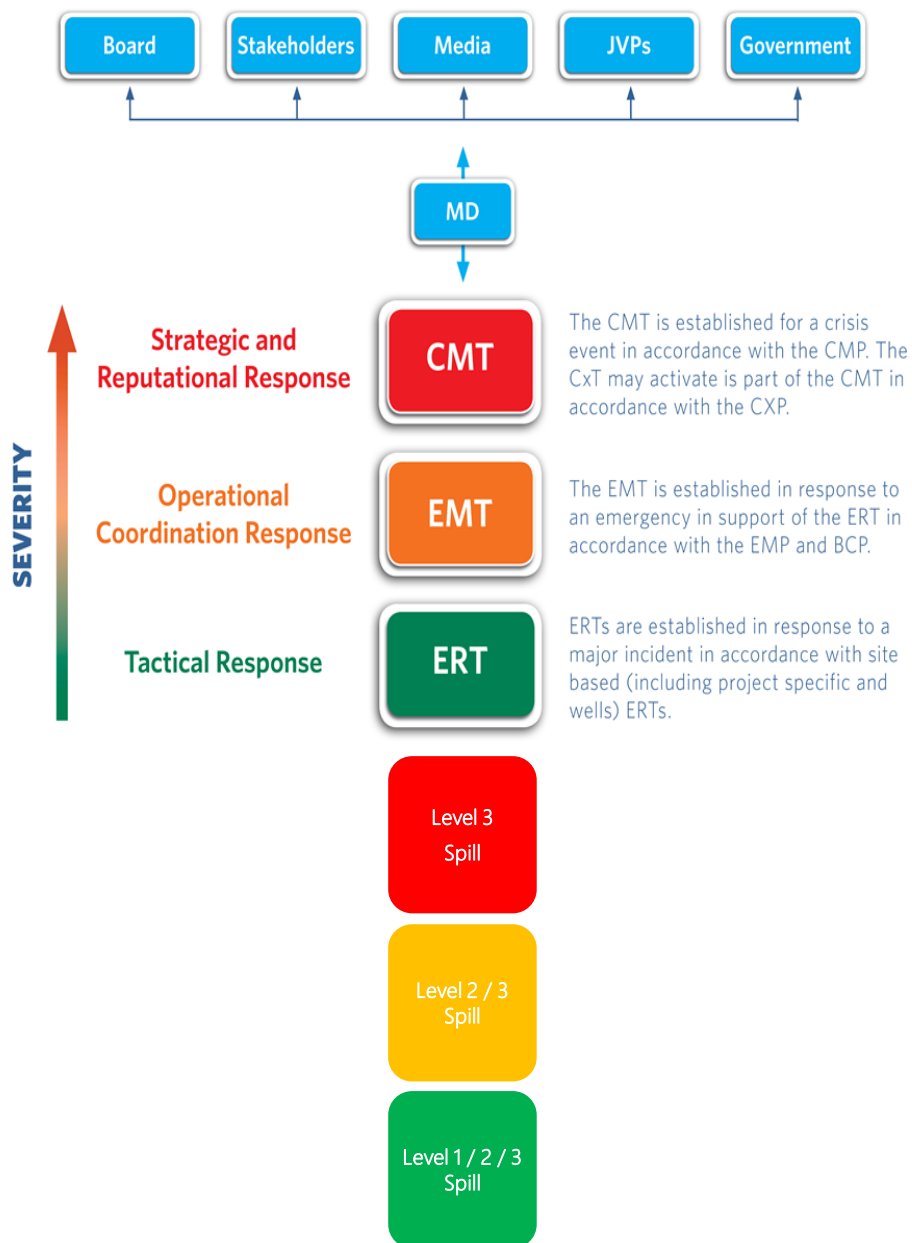 Board
Stakeholders
Media
JVPs
Government
MD
SEVERITY
Strategic and
Reputational Response
CMT
The CMT is established for a crisis
event in accordance with the CMP. The
CxT may activate is part of the CMT in
accordance with the CXP.
Operational
Coordination Response
EMT
The EMT is established in response to
an emergency in support of the ERT in
accordance with the EMP and BCP.
Tactical Response
ERT
ERTs are established in response to a
major incident in accordance with site
based (including project specific and
wells) ERTs.
Level 3
Spill
Level 2 / 3
Spill
Level 1 / 2 / 3
Spill